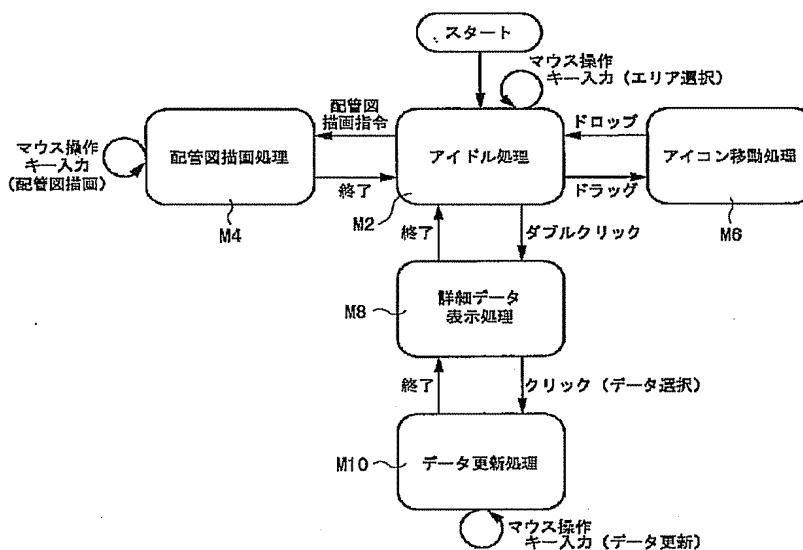 スタート
マウス操作
キー入力(エリア選択)
配管図
描画指令
ドロップ
マウス操作
キー入力
(配管図描画)
配管図描画処理
アイドル処理
アイコン移動処理
終了
ドラッグ
M4
M2
M6
終了
ダブルクリック
M8
詳細データ
表示処理
終了
クリック(データ選択)
M10
データ更新処理
マウス操作
キー入力(データ更新)